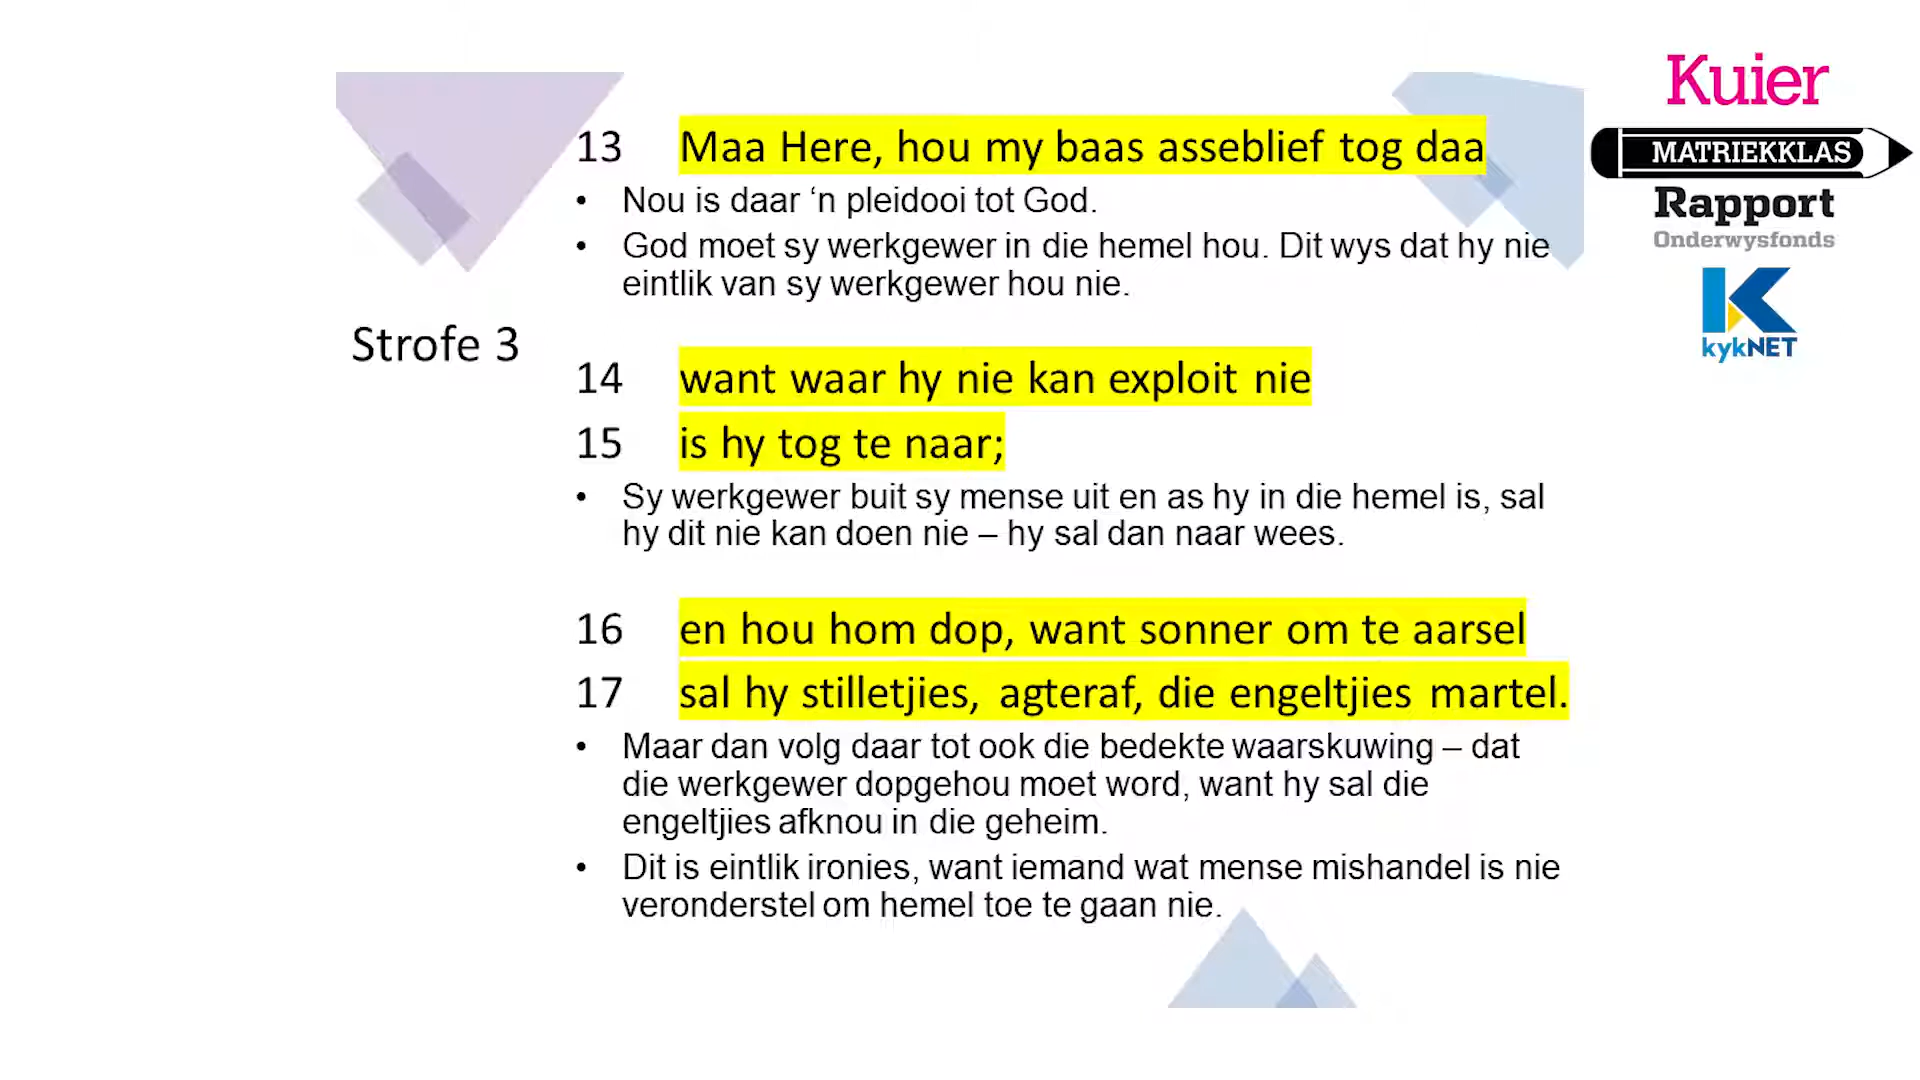 13 Maa Here, hou my baas asseblief tog daa
• Nou is daar ‘n pleidooi tot God.
• God moet sy werkgewer in die hemel hou. Dit wys dat hy nie
eintlik van sy werkgewer hou nie.
Strofe 3
14 want waar hy nie kan exploit nie
15 is hy tog te naar;
• Sy werkgewer buit sy mense uit en as hy in die hemel is, sal
hy dit nie kan doen nie – hy sal dan naar wees.
16 en hou hom dop, want sonner om te aarsel
17 sal hy stilletjies, agteraf, die engeltjies martel.
• Maar dan volg daar tot ook die bedekte waarskuwing – dat
die werkgewer dopgehou moet word, want hy sal die
engeltjies afknou in die geheim.
• Dit is eintlik ironies, want iemand wat mense mishandel is nie
veronderstel om hemel toe te gaan nie.
Kuier
MATRIEKKLAS
Rapport
Onderwysfonds
kykNET